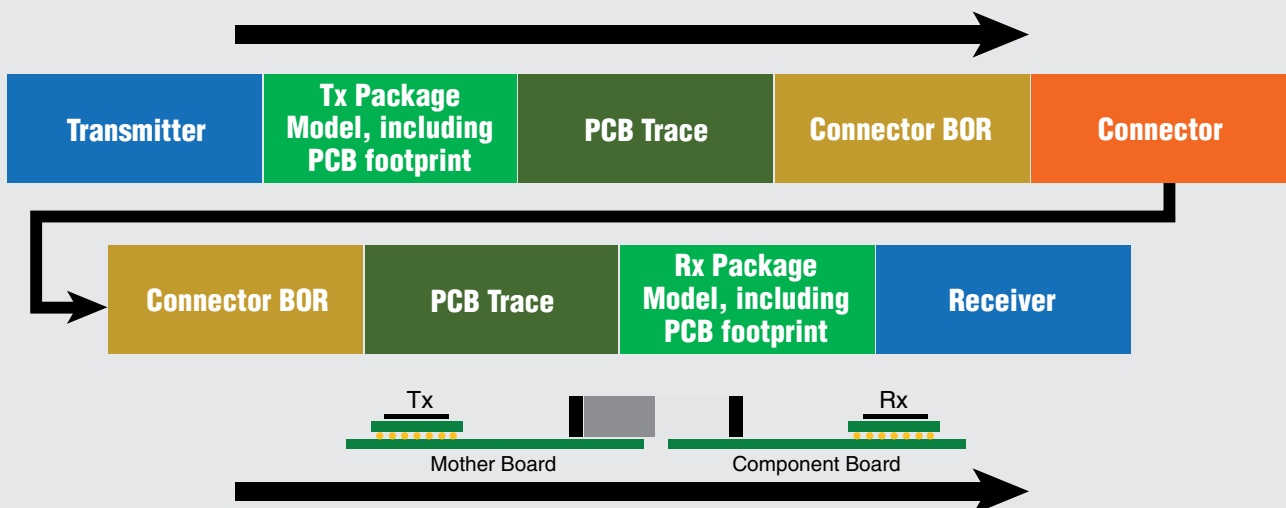 Transmitter
Tx Package
Model, including
PCB footprint
PCB Trace
Connector BOR
Connector
Connector BOR
PCB Trace
Rx Package
Model, including
PCB footprint
Receiver
Tx
Rx
Mother Board
Component Board